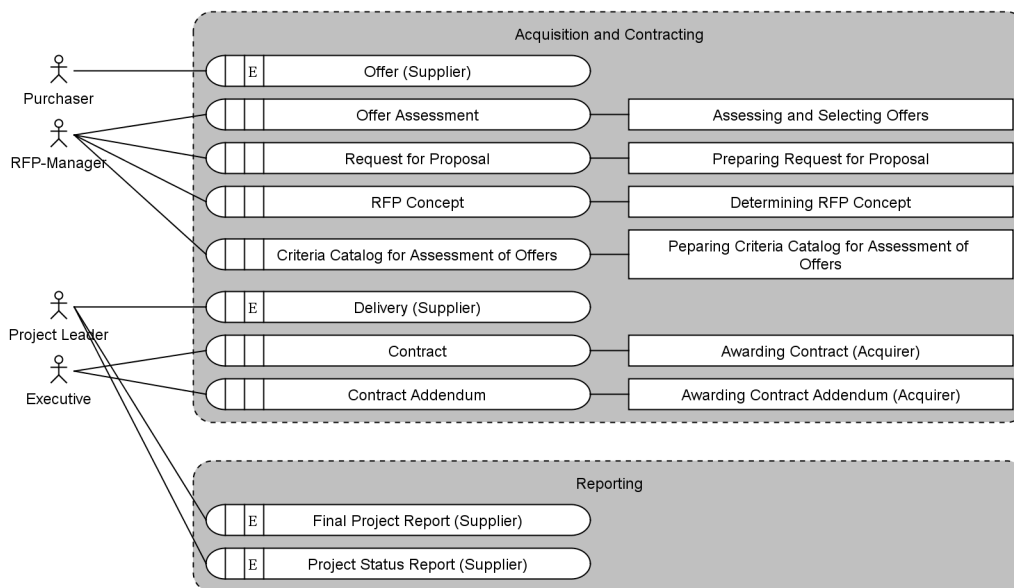 Acquisition and Contracting
Purchaser
E
Offer (Supplier)
RFP-Manager
Offer Assessment
Assessing and Selecting Offers
Request for Proposal
Preparing Request for Proposal
RFP Concept
Determining RFP Concept
Criteria Catalog for Assessment of Offers
Peparing Criteria Catalog for Assessment of
Offers
Project Leader
E
Delivery (Supplier)
Executive
Contract
Awarding Contract (Acquirer)
Contract Addendum
Awarding Contract Addendum (Acquirer)
Reporting
E
Final Project Report (Supplier)
E
Project Status Report (Supplier)